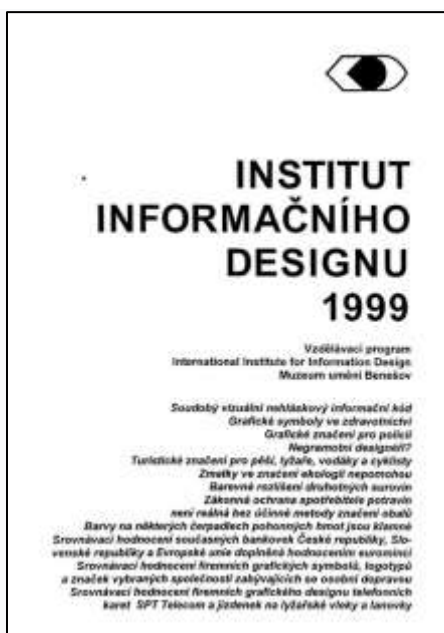 INSTITUT
INFORMAČNÍHO
DESIGNU
1999
Vzdělávací program
International Institute for Information Design
Muzeum umění Benešov
Soudobý vizuální nehláskový informační kód
Grafické symboly ve zdravotnictví
Grafické značení pro policii
Negramotní designéři?
Turistické značení pro pěší, lyžaře, vodáky a cyklisty
Zmatky ve značení ekologii nepomohou
Barevné rozlišení druhotných surovin
Zákonná ochrana spotřebitele potravin
není reálná bez účinné metody značení obalů
Barvy na některých čerpadlech pohonných hmot jsou klamné
Srovnávací hodnocení současných bankovek České republiky, Slo-
venské republiky a Evropské unie doplněná hodnocením euromincí
Srovnávací hodnocení firemních grafických symbolů, logotypů
a značek vybraných společností zabývajících se osobní dopravou
Srovnávací hodnocení firemních grafického designu telefonních
karet SPT Telecom a jízdenek na lyžařské vleky a lanovky